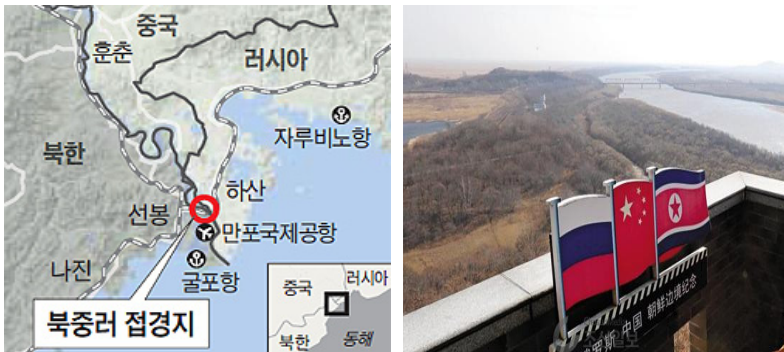 중국
훈춘
러시아
자루비노항
북한
하산
선봉
만포국제공항
나진
굴포항
북중러 접경지
중국
러시아
북한
동해
中国 朝鲜边境纪念